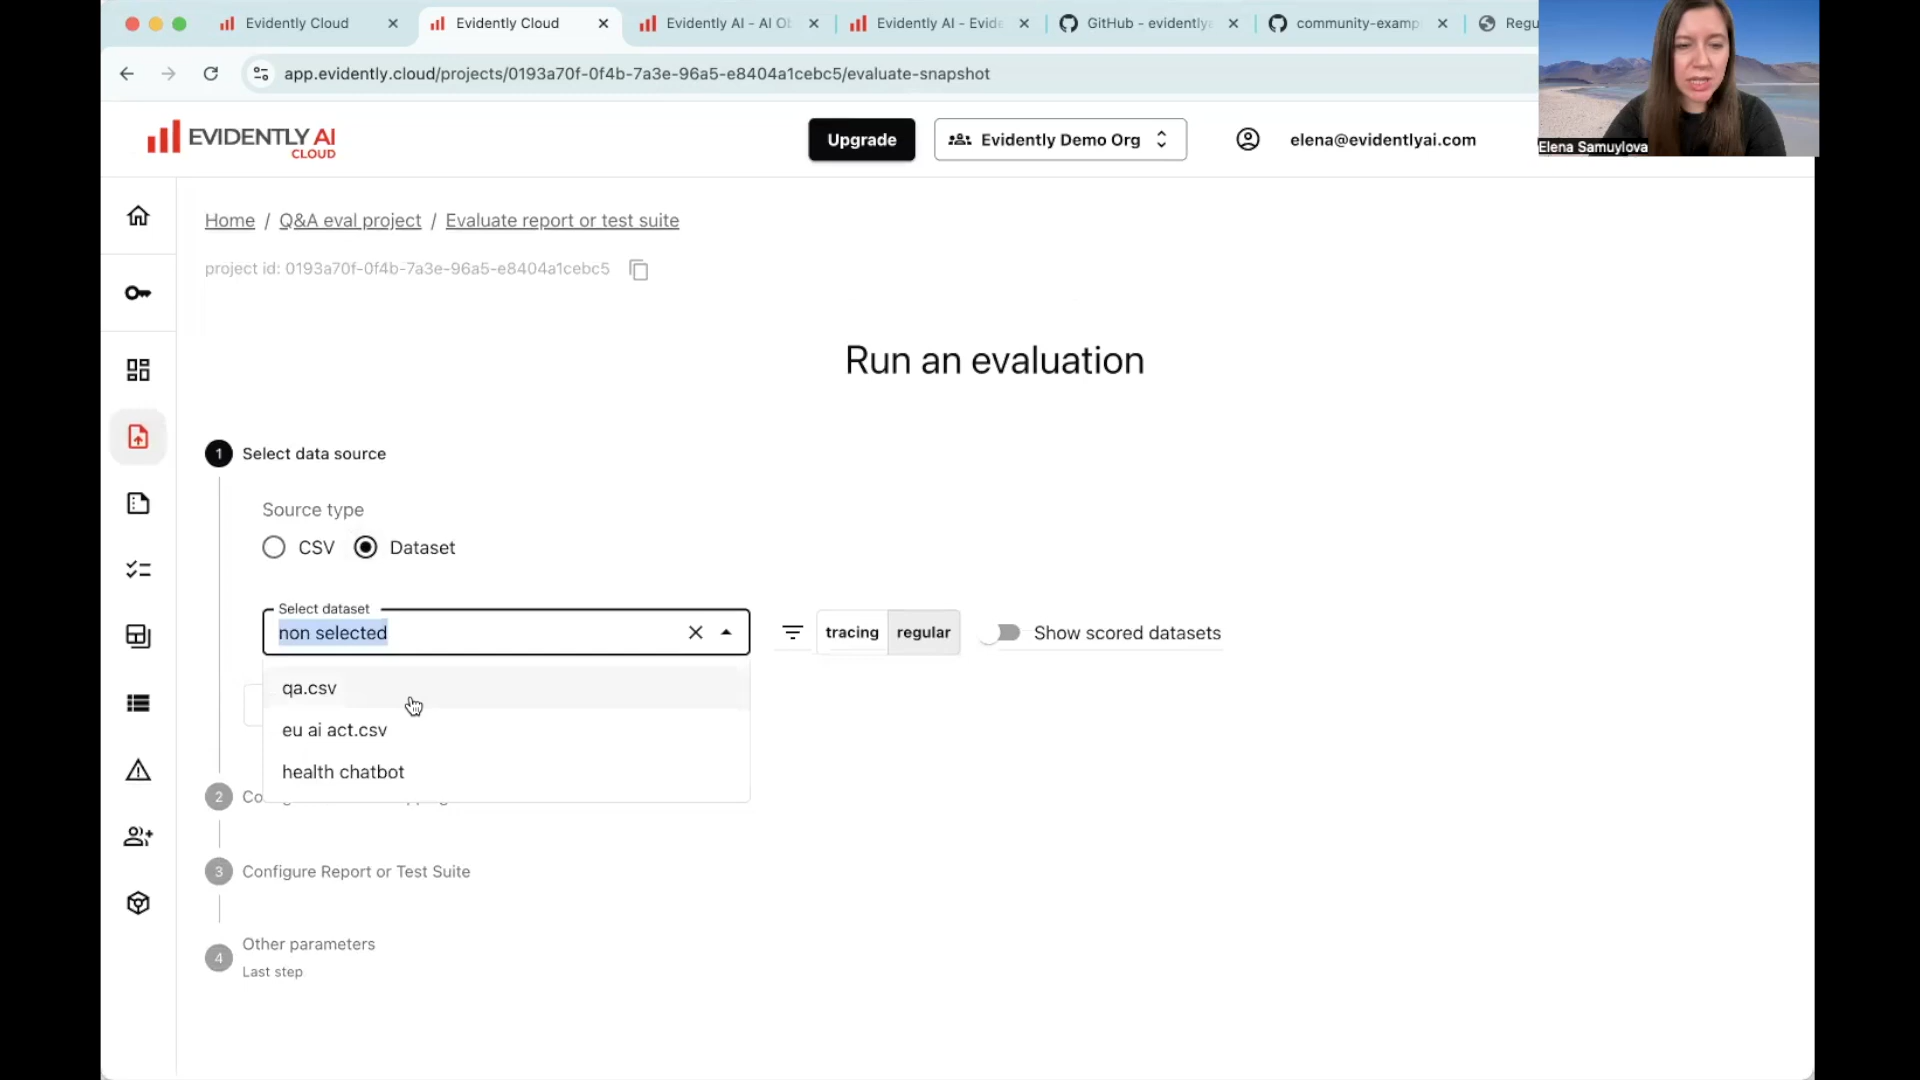 Evidently Cloud
Evidently Cloud
Evidently AI - AI Ob
Evidently AI - Evide
GitHub - evidently
community-examp
Regu
app.evidently.cloud/projects/0193a70f-0f4b-7a3e-96a5-e8404a1cebc5/evaluate-snapshot
Elena Samuylova
EVIDENTLY AI
CLOUD
Upgrade
Evidently Demo Org
elena@evidentlyai.com
Home / Q&A eval project / Evaluate report or test suite
project id: 0193a70f-0f4b-7a3e-96a5-e8404a1cebc5
Run an evaluation
1 Select data source
Source type
CSV Dataset
Select dataset
non selected
tracing regular
Show scored datasets
qa.csv
eu ai act.csv
health chatbot
2 Co
3 Configure Report or Test Suite
4 Other parameters
Last step